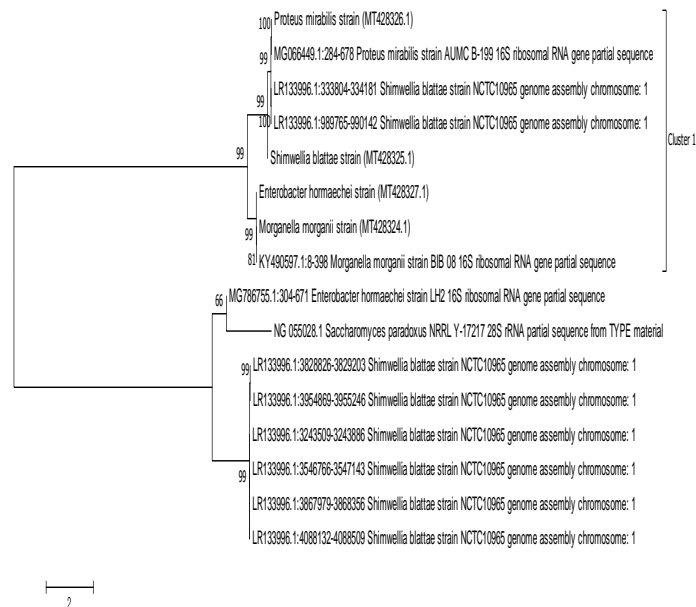 100
Proteus mirabilis strain (MT428326.1)
99
MG066449.1:284-678 Proteus mirabilis strain AUMC B-199 16S ribosomal RNA gene partial sequence
99
LR133996.1:333804-334181 Shimwellia blattae strain NCTC10965 genome assembly chromosome: 1
100
LR133996.1:989765-990142 Shimwellia blattae strain NCTC10965 genome assembly chromosome: 1
Cluster 1
99
Shimwellia blattae strain (MT428325.1)
Enterobacter hormaechei strain (MT428327.1)
99
Morganella morganii strain (MT428324.1)
81
KY490597.1:8-398 Morganella morganii strain BIB 08 16S ribosomal RNA gene partial sequence
66
MG786755.1:304-671 Enterobacter hormaechei strain LH2 16S ribosomal RNA gene partial sequence
NG 055028.1 Saccharomyces paradoxus NRRL Y-17217 28S rRNA partial sequence from TYPE material
99
LR133996.1:3828826-3829203 Shimwellia blattae strain NCTC10965 genome assembly chromosome: 1
LR133996.1:3954869-3955246 Shimwellia blattae strain NCTC10965 genome assembly chromosome: 1
LR133996.1:3243509-3243886 Shimwellia blattae strain NCTC10965 genome assembly chromosome: 1
99
LR133996.1:3546766-3547143 Shimwellia blattae strain NCTC10965 genome assembly chromosome: 1
LR133996.1:3867979-3868356 Shimwellia blattae strain NCTC10965 genome assembly chromosome: 1
LR133996.1:4088132-4088509 Shimwellia blattae strain NCTC10965 genome assembly chromosome: 1
2